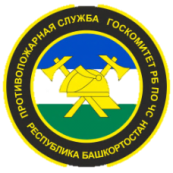 ПРОТИВОПОЖАРНАЯ СЛУЖБА ГОСКОМИТЕТ РБ ПО ЧС
РЕСПУБЛИКА БАШКОРТОСТАН